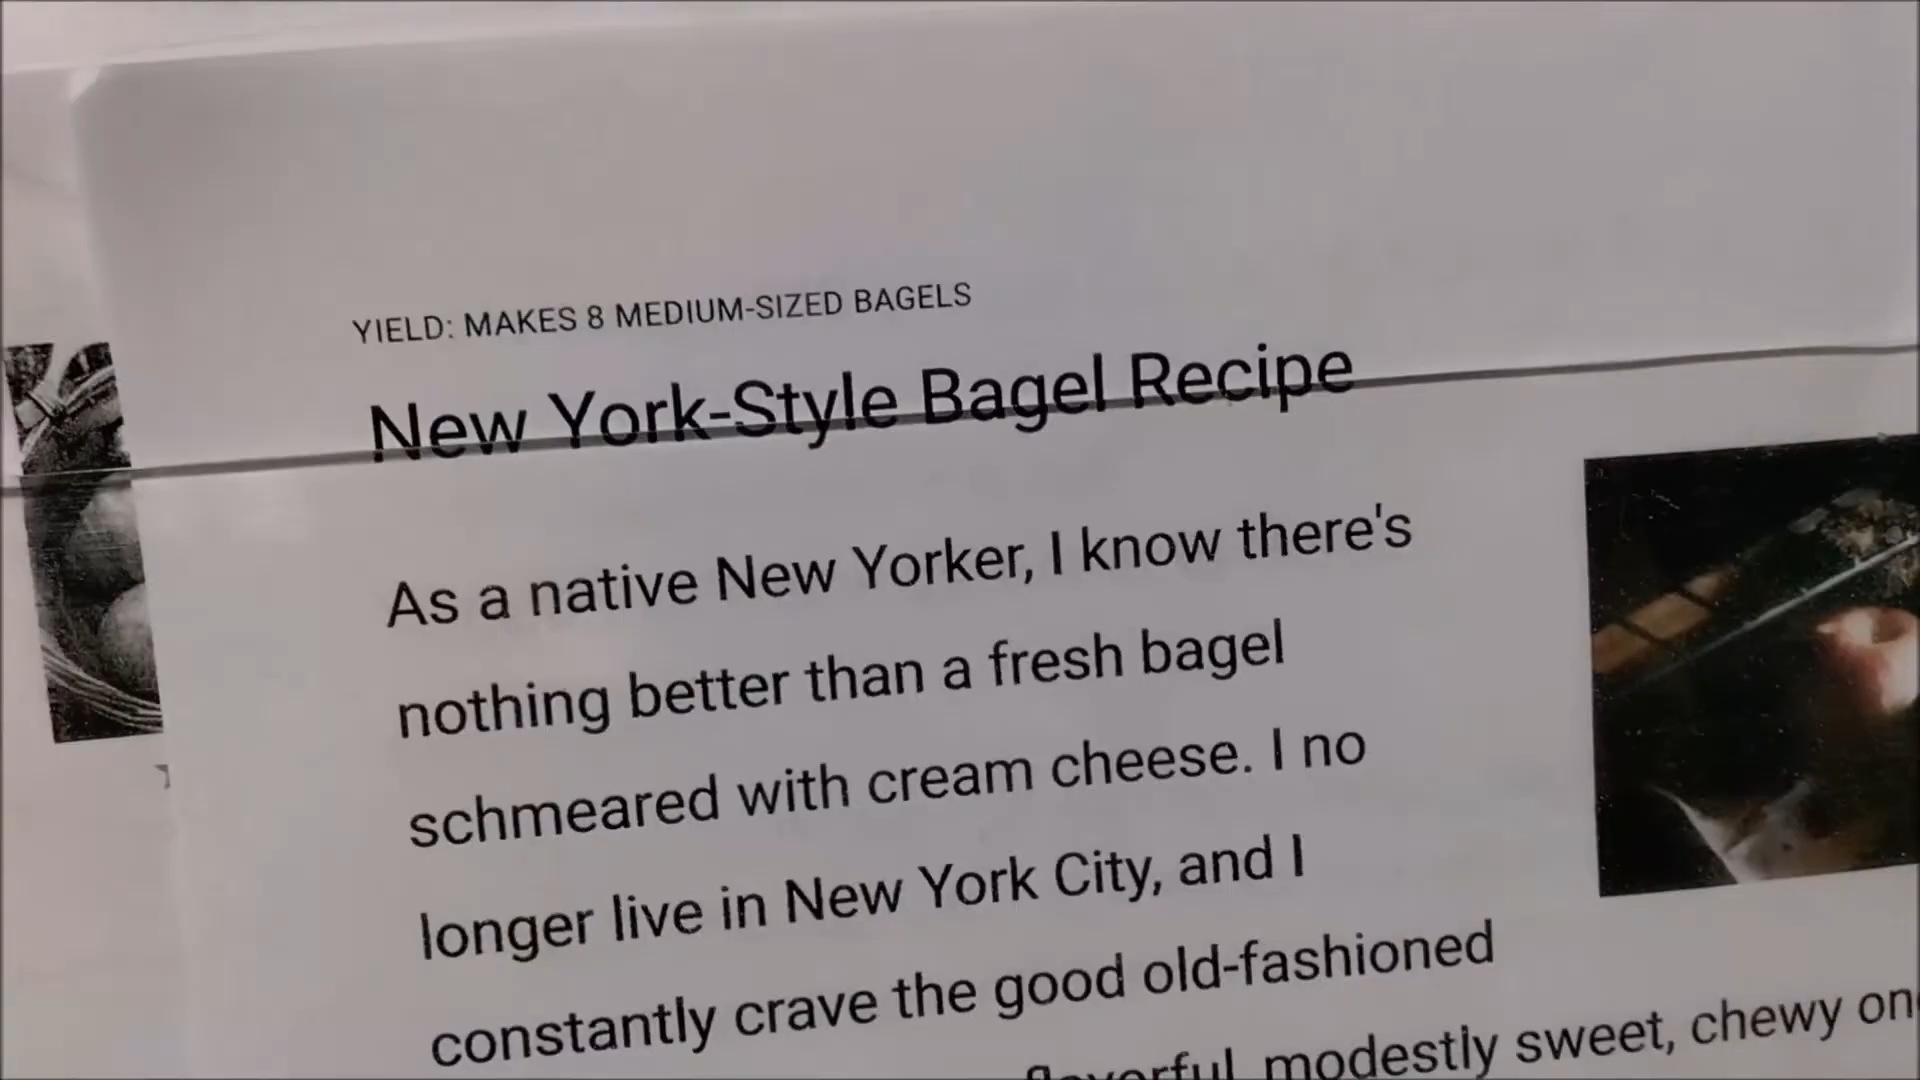 YIELD: MAKES 8 MEDIUM-SIZED BAGELS
New York-Style Bagel Recipe
As a native New Yorker, I know there's
nothing better than a fresh bagel
schmeared with cream cheese. I no
longer live in New York City, and I
constantly crave the good old-fashioned
modestly sweet, chewy